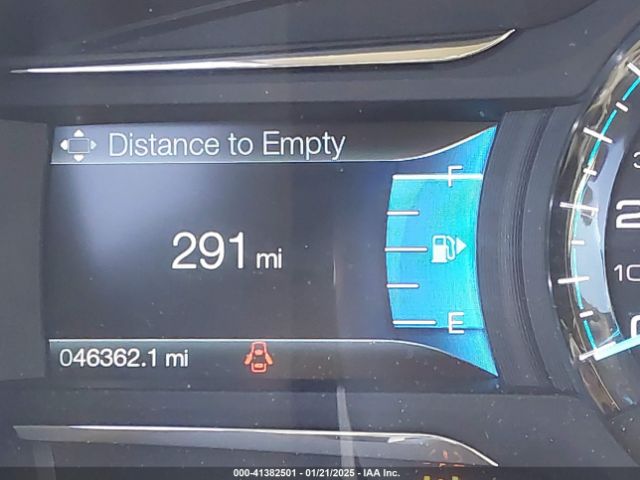 Distance to Empty
F
291 mi
E
046362.1 mi
000-41382501 - 01/21/2025 - IAA Inc.